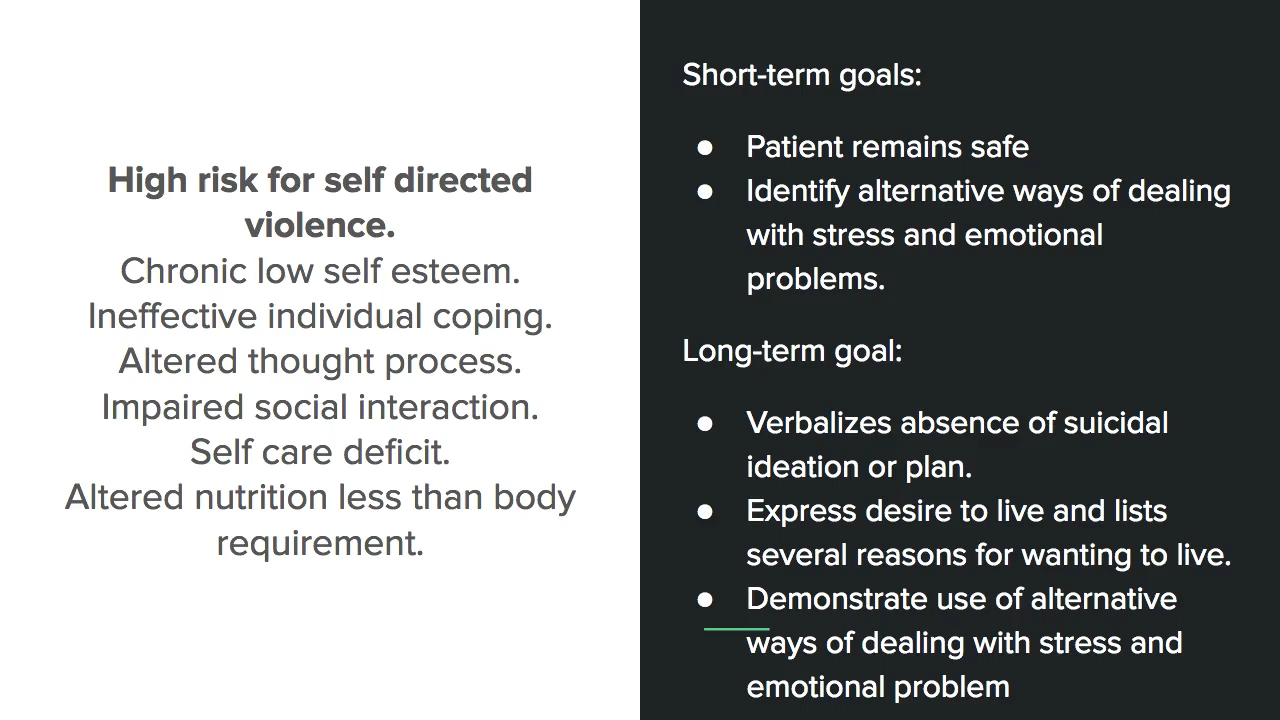 High risk for self directed
violence.
Chronic low self esteem.
Ineffective individual coping.
Altered thought process.
Impaired social interaction.
Self care deficit.
Altered nutrition less than body
requirement.
Short-term goals:
● Patient remains safe
● Identify alternative ways of dealing
with stress and emotional
problems.
Long-term goal:
● Verbalizes absence of suicidal
ideation or plan.
● Express desire to live and lists
several reasons for wanting to live.
● Demonstrate use of alternative
ways of dealing with stress and
emotional problem